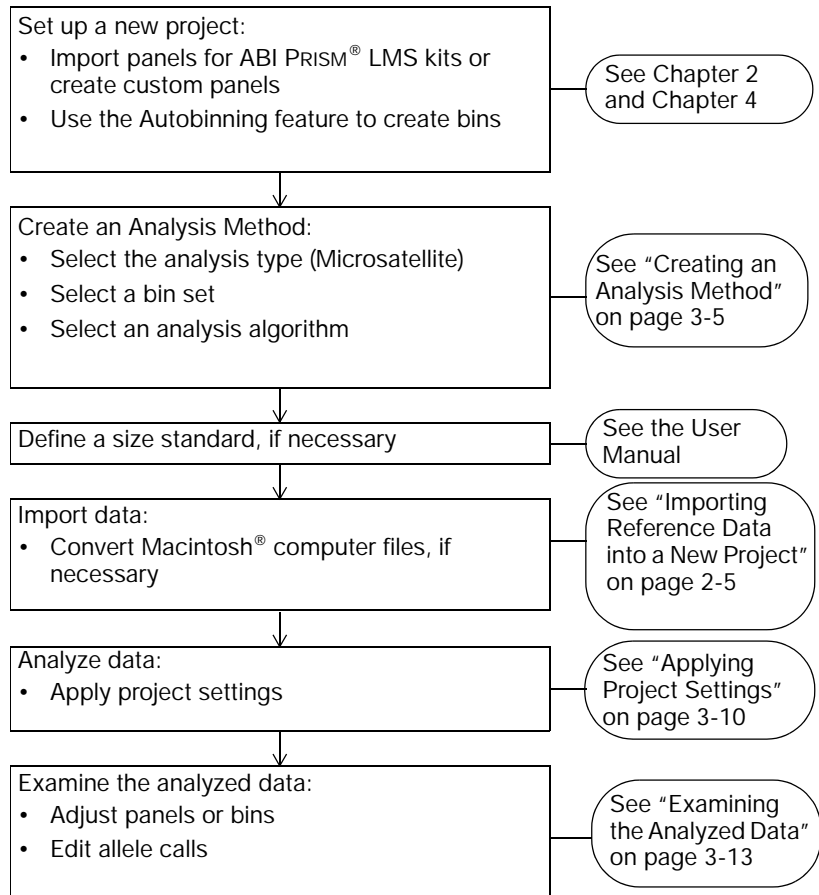 Set up a new project:
• Import panels for ABI PRISM® LMS kits or
create custom panels
• Use the Autobinning feature to create bins
See Chapter 2
and Chapter 4
Create an Analysis Method:
• Select the analysis type (Microsatellite)
• Select a bin set
• Select an analysis algorithm
See “Creating an
Analysis Method”
on page 3-5
Define a size standard, if necessary
See the User
Manual
Import data:
• Convert Macintosh® computer files, if
necessary
See “Importing
Reference Data
into a New Project”
on page 2-5
Analyze data:
• Apply project settings
See “Applying
Project Settings”
on page 3-10
Examine the analyzed data:
• Adjust panels or bins
• Edit allele calls
See “Examining
the Analyzed Data”
on page 3-13